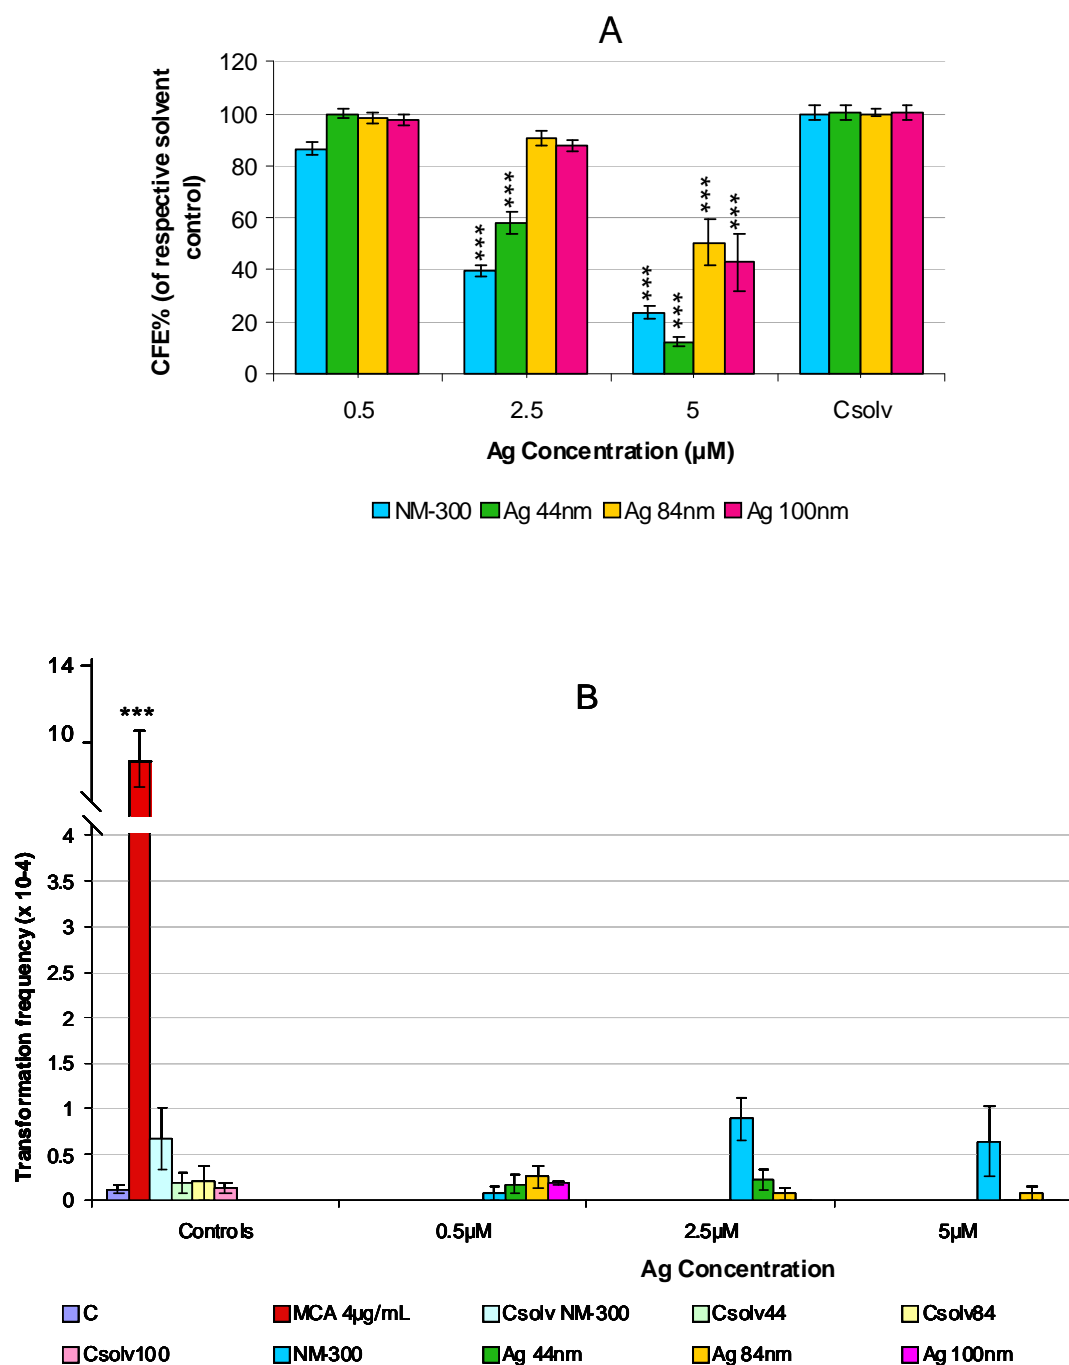 A
120
100
80
60
40
20
0
CFE% (of respective solvent
control)
***
***
***
***
***
***
0.5 2.5 5 Csolv
Ag Concentration (µM)
NM-300 Ag 44nm Ag 84nm Ag 100nm
B
14
10
4
3.5
3
2.5
2
1.5
1
0.5
0
Transformation frequency (x 10-4)
***
Controls 0.5µM 2.5µM 5µM
Ag Concentration
C MCA 4µg/mL Csolv NM-300 Csolv44 Csolv84
Csolv100 NM-300 Ag 44nm Ag 84nm Ag 100nm